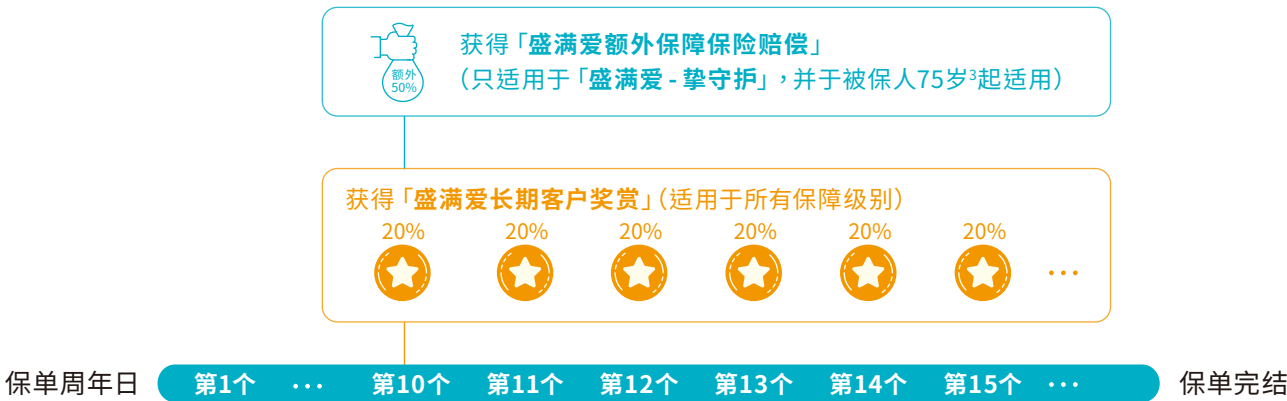 额外
50%
获得「盛满爱额外保障保险赔偿」
（只适用于「盛满爱 - 挚守护」，并于被保人75岁³起适用）
获得「盛满爱长期客户奖赏」（适用于所有保障级别）
20% 20% 20% 20% 20% 20%
...
保单周年日 第1个 ... 第10个 第11个 第12个 第13个 第14个 第15个 ... 保单完结